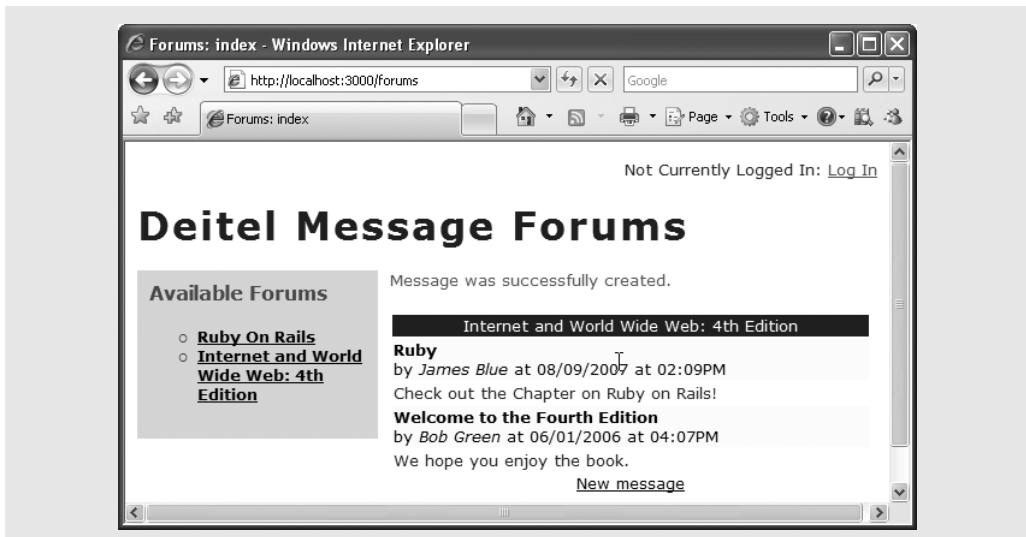 Forums: index - Windows Internet Explorer
http://localhost:3000/forums
Google
Forums: index
Page
Tools
Not Currently Logged In: Log In
Deitel Message Forums
Available Forums
Ruby On Rails
Internet and World
Wide Web: 4th
Edition
Message was successfully created.
Internet and World Wide Web: 4th Edition
Ruby
by James Blue at 08/09/2007 at 02:09PM
Check out the Chapter on Ruby on Rails!
Welcome to the Fourth Edition
by Bob Green at 06/01/2006 at 04:07PM
We hope you enjoy the book.
New message